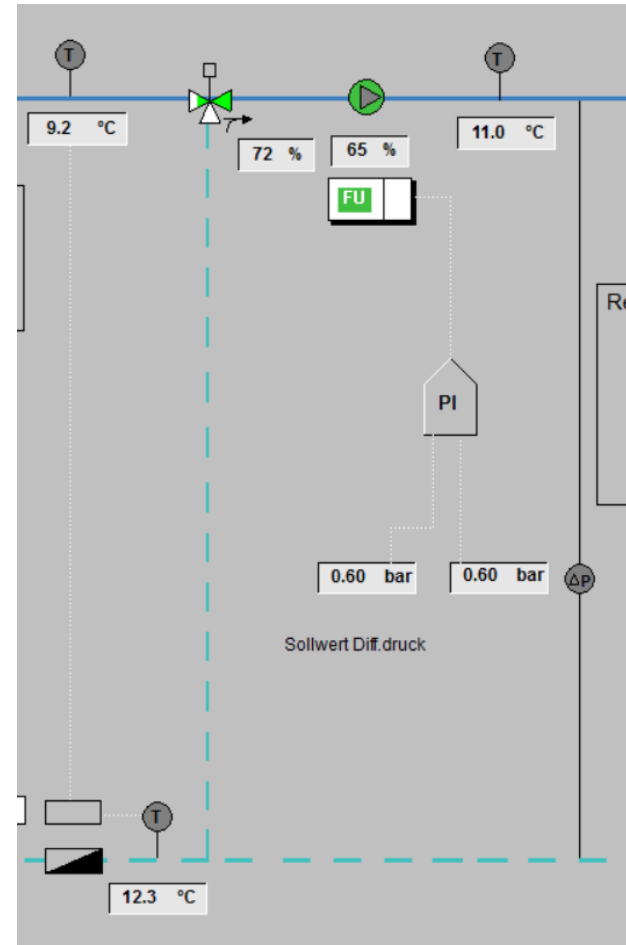 T
T
9.2 °C
72 %
65 %
11.0 °C
FU
Re
PI
0.60 bar
0.60 bar
ΔP
Sollwert Diff.druck
T
12.3 °C